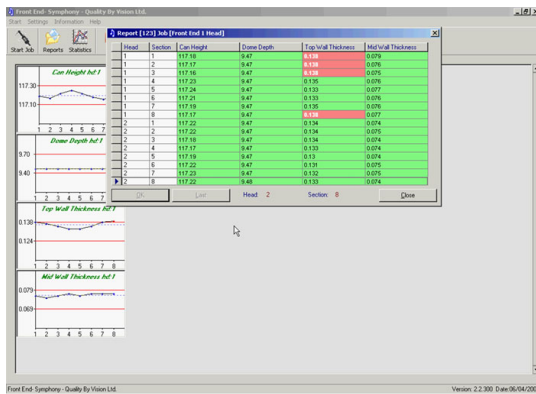 Front End- Symphony - Quality By Vision Ltd.
Start Settings Information Help
Start Job Reports Statistics
Report [123] Job [Front End 1 Head]
Head Section Can Height Dome Depth Top Wall Thickness Mid Wall Thickness
1 1 117.18 9.47 0.138 0.079
1 2 117.17 9.47 0.138 0.076
1 3 117.16 9.47 0.138 0.075
1 4 117.23 9.47 0.135 0.076
1 5 117.24 9.47 0.133 0.077
1 6 117.21 9.47 0.133 0.076
1 7 117.19 9.47 0.135 0.076
1 8 117.17 9.47 0.138 0.077
2 1 117.22 9.47 0.134 0.074
2 2 117.22 9.47 0.134 0.075
2 3 117.18 9.47 0.134 0.074
2 4 117.17 9.47 0.133 0.074
2 5 117.19 9.47 0.13 0.074
2 6 117.22 9.47 0.131 0.075
2 7 117.23 9.47 0.132 0.075
2 8 117.22 9.48 0.133 0.074
OK Last Head: 2 Section: 8 Close
Can Height hd:1
117.30
117.10
1 2 3 4 5 6 7
Dome Depth hd:1
9.70
9.40
1 2 3 4 5 6 7 8
Top Wall Thickness hd:1
0.138
0.124
1 2 3 4 5 6 7 8
Mid Wall Thickness hd:1
0.079
0.069
1 2 3 4 5 6 7 8
Front End- Symphony - Quality By Vision Ltd.
Version: 2.2.300 Date:06/04/200